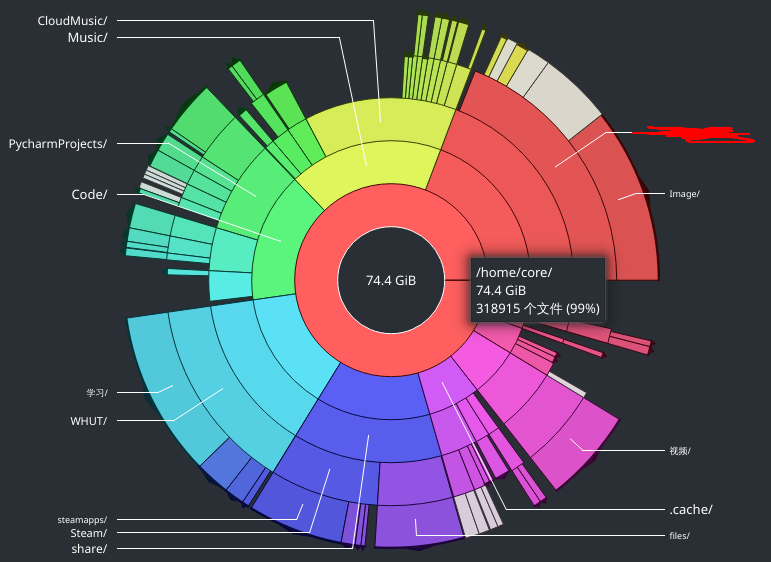 CloudMusic/
Music/
PycharmProjects/
Code/
Image/
/home/core/
74.4 GiB
318915 个文件 (99%)
74.4 GiB
学习/
WHUT/
视频/
.cache/
steamapps/
Steam/
share/
files/